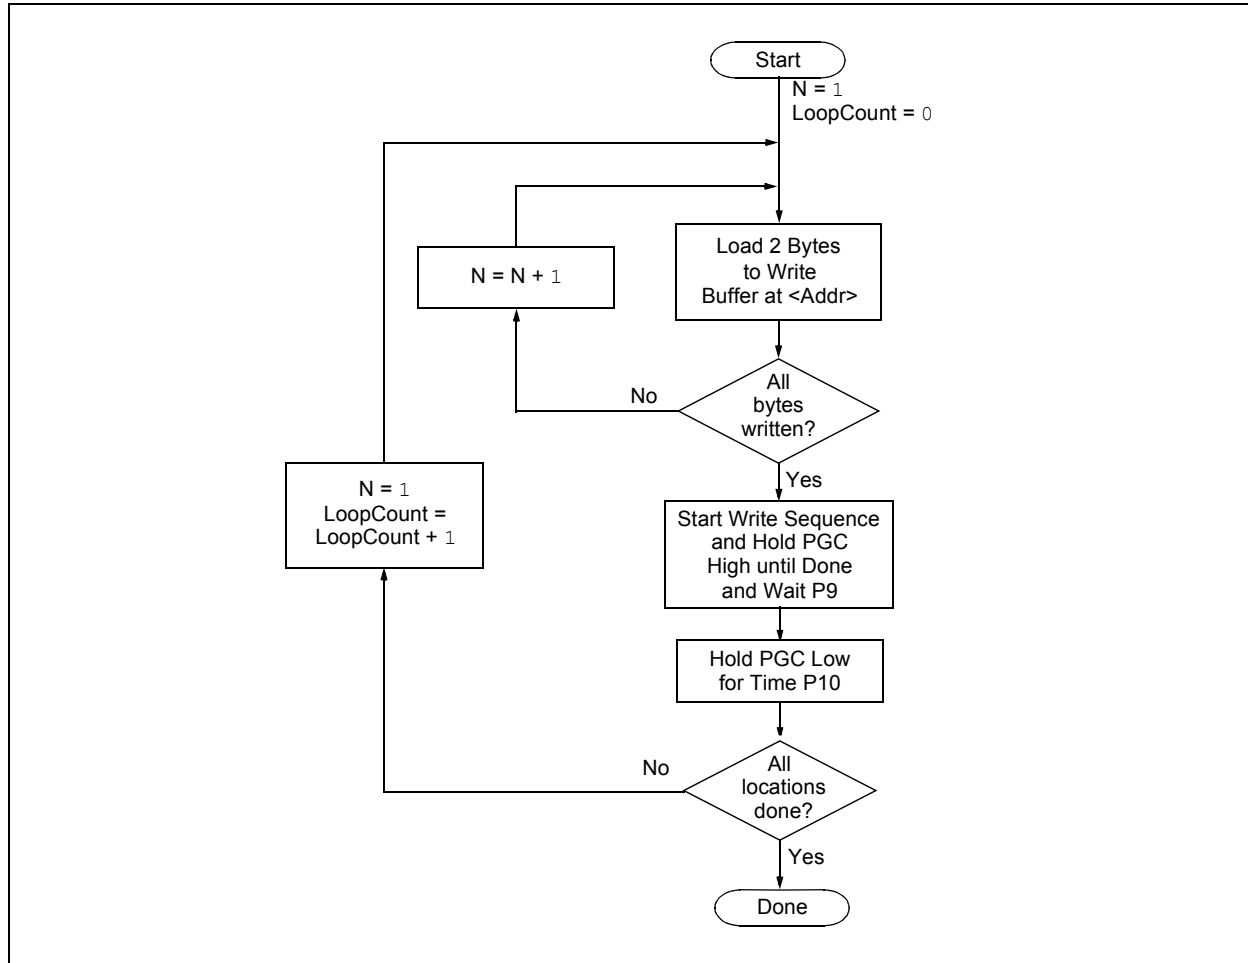 Start
N = 1
LoopCount = 0
Load 2 Bytes
to Write
Buffer at <Addr>
N = N + 1
All
bytes
written?
No
Yes
N = 1
LoopCount =
LoopCount + 1
Start Write Sequence
and Hold PGC
High until Done
and Wait P9
Hold PGC Low
for Time P10
All
locations
done?
No
Yes
Done